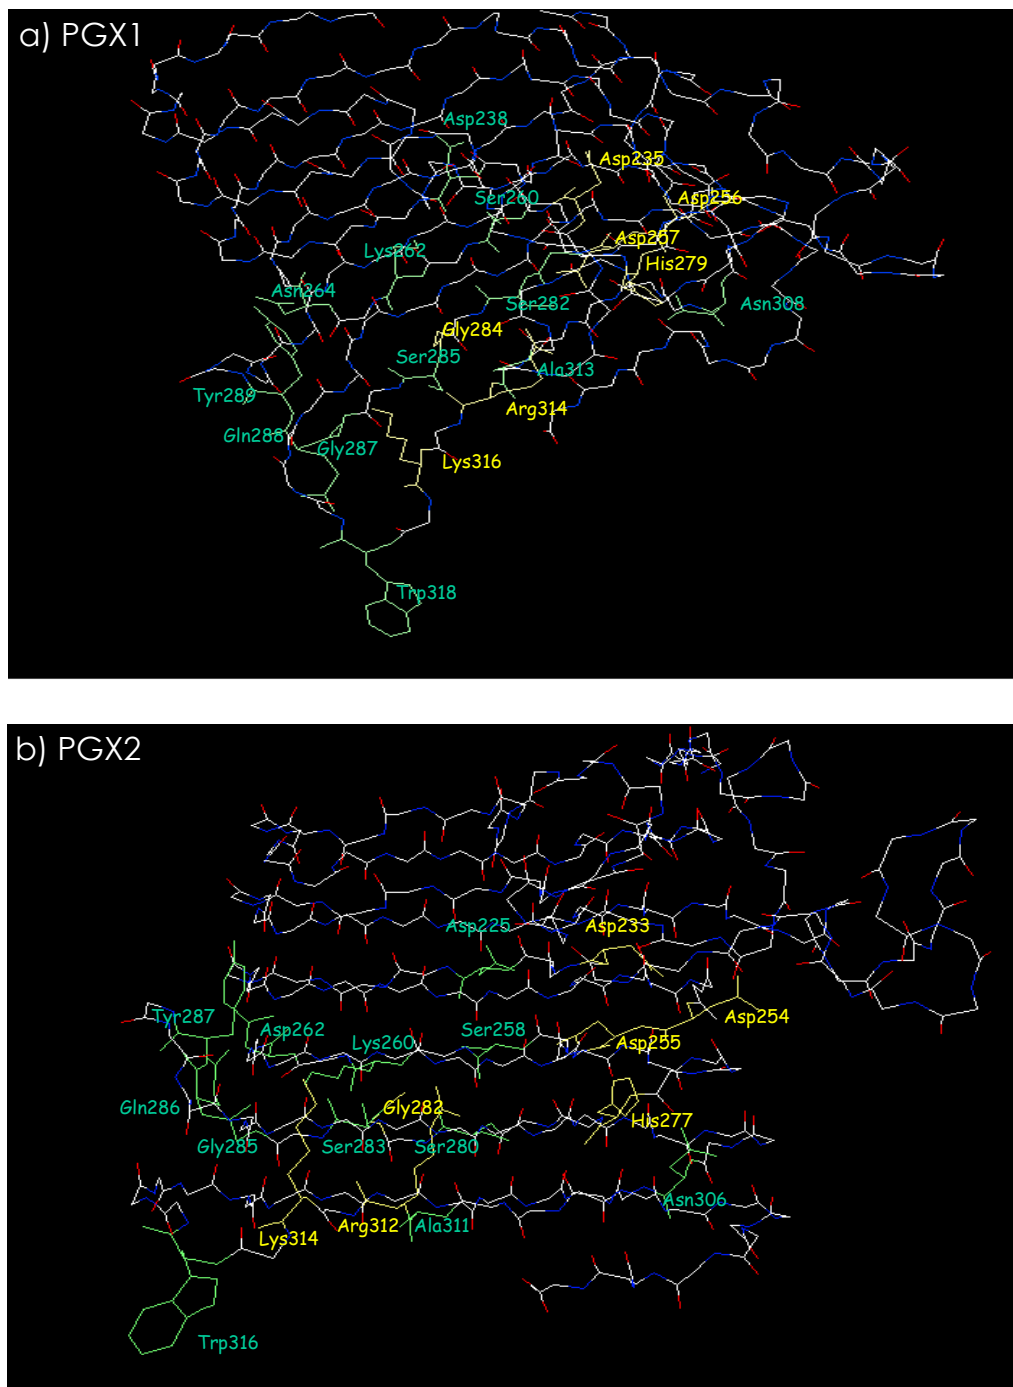 a) PGX1
Asp238
Asp235
Ser260
Asp256
Asp257
Lys262
His279
Asn264
Ser282
Asn308
Gly284
Ser285
Ala313
Tyr289
Arg314
Gln288
Gly287
Lys316
Trp318
b) PGX2
Asp225
Asp233
Tyr287
Asp262
Lys260
Ser258
Asp255
Asp254
Gln286
Gly282
His277
Gly285
Ser283
Ser280
Asn306
Lys314
Arg312
Ala311
Trp316